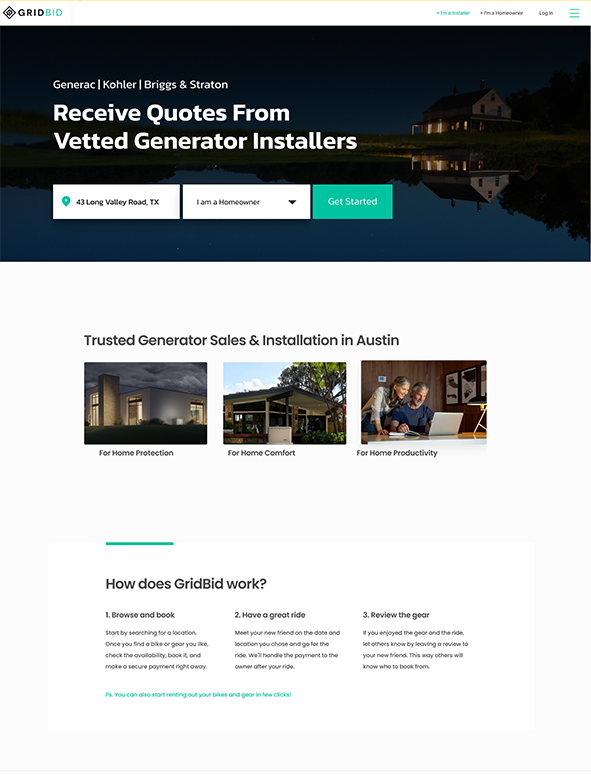 GRIDBID
+ I'm a Installer + I'm a Homeowner Log in
Generac | Kohler | Briggs & Straton
Receive Quotes From
Vetted Generator Installers
43 Long Valley Road, TX
I am a Homeowner
Get Started
Trusted Generator Sales & Installation in Austin
For Home Protection
For Home Comfort
For Home Productivity
How does GridBid work?
1. Browse and book
Start by searching for a location.
Once you find a bike or gear you like,
check the availability, book it, and
make a secure payment right away.
2. Have a great ride
Meet your new friend on the date and
location you chose and go for the
ride. We'll handle the payment to the
owner after your ride.
3. Review the gear
If you enjoyed the gear and the ride,
let others know by leaving a review to
your new friend. This way others will
know who to book from.
Ps. You can also start renting out your bikes and gear in few clicks!